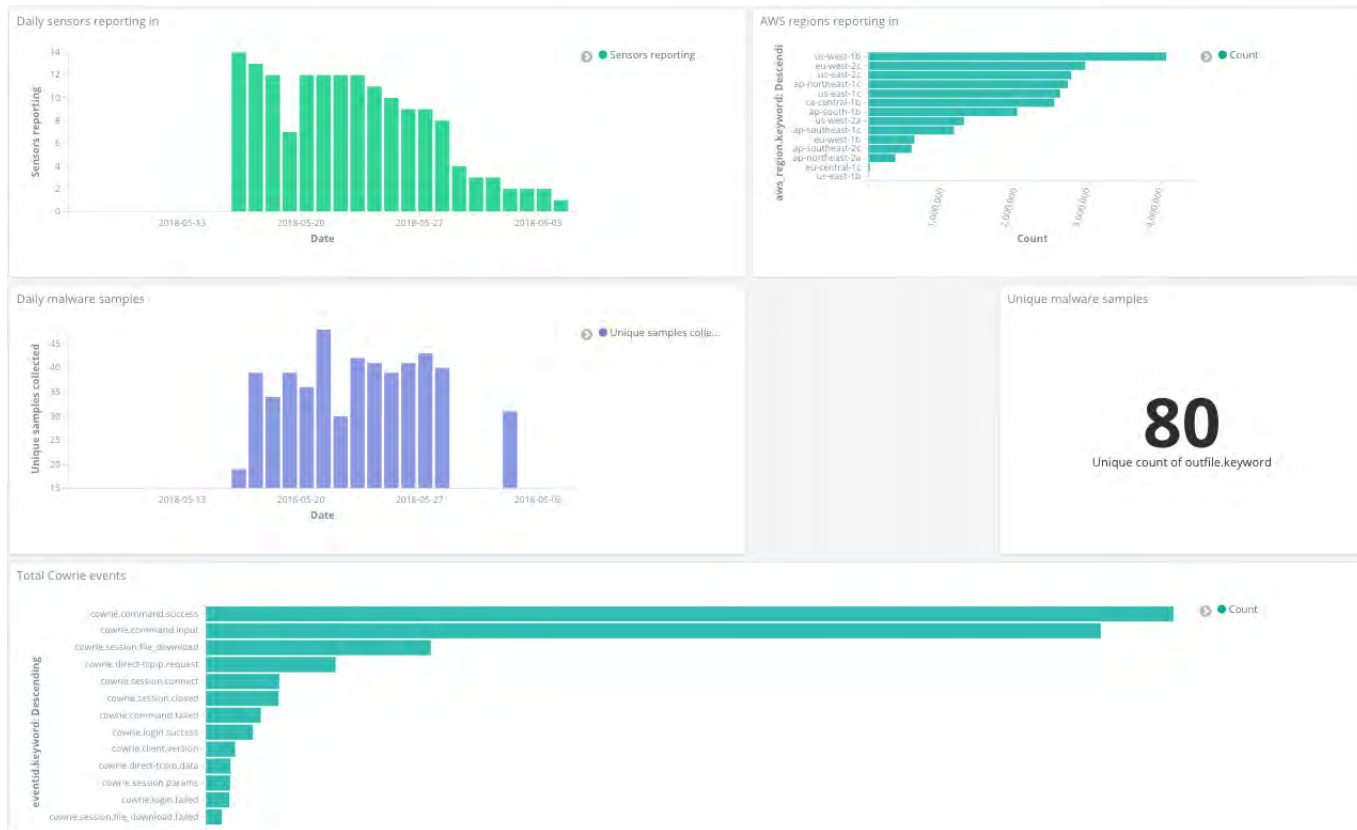 Daily sensors reporting in
Sensors reporting
14
12
10
8
6
4
2
0
2018-05-13
2018-05-20
2018-05-27
2018-06-03
Date
Sensors reporting
AWS regions reporting in
aws_region.keyword: Descendi
us-west-1b
eu-west-2c
us-east-2c
ap-northeast-1c
us-east-1c
ca-central-1b
ap-south-1b
us-west-2a
ap-southeast-1c
eu-west-1b
ap-southeast-2c
ap-northeast-2a
eu-central-1c
us-east-1b
1,000,000
2,000,000
3,000,000
4,000,000
Count
Count
Daily malware samples
Unique samples collected
45
40
35
30
25
20
15
2018-05-13
2018-05-20
2018-05-27
2018-06-03
Date
Unique samples colle...
Unique malware samples
80
Unique count of outfile.keyword
Total Cowrie events
eventid.keyword: Descending
cowrie.command.success
cowrie.command.input
cowrie.session.file_download
cowrie.direct-tcpip.request
cowrie.session.connect
cowrie.session.closed
cowrie.command.failed
cowrie.login.success
cowrie.client.version
cowrie.direct-tcpip.data
cowrie.session.params
cowrie.login.failed
cowrie.session.file_download.failed
Count